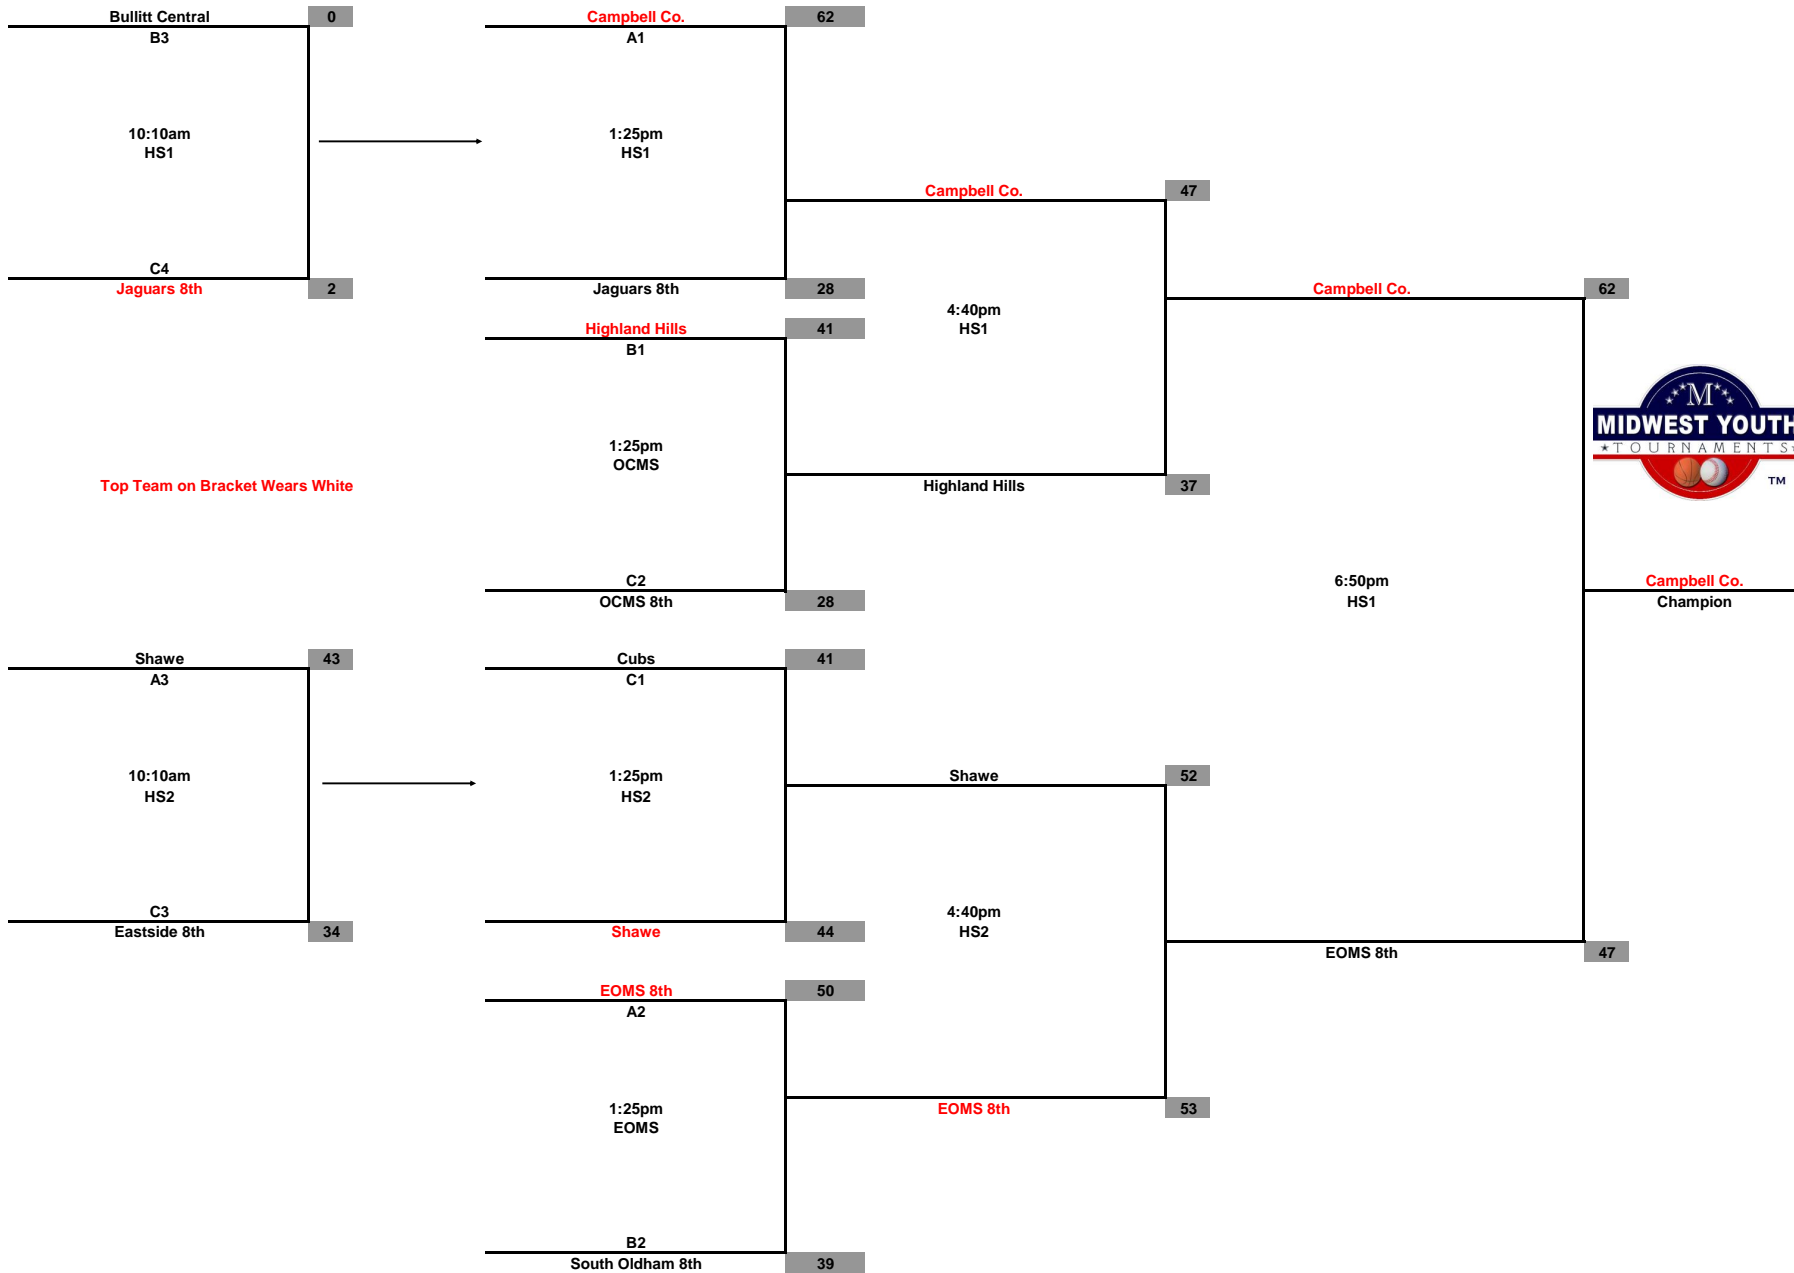 Bullitt Central 0
B3
10:10am
HS1
C4
Jaguars 8th 2
Campbell Co. 62
A1
1:25pm
HS1
Jaguars 8th 28
Highland Hills 41
B1
1:25pm
OCMS
C2
OCMS 8th 28
Top Team on Bracket Wears White
Campbell Co. 47
4:40pm
HS1
Highland Hills 37
Campbell Co. 62
6:50pm
HS1
EOMS 8th 47
M
MIDWEST YOUTH
TOURNAMENTS
TM
Campbell Co.
Champion
Shawe 43
A3
10:10am
HS2
C3
Eastside 8th 34
Cubs 41
C1
1:25pm
HS2
Shawe 44
EOMS 8th 50
A2
1:25pm
EOMS
B2
South Oldham 8th 39
Shawe 52
4:40pm
HS2
EOMS 8th 53